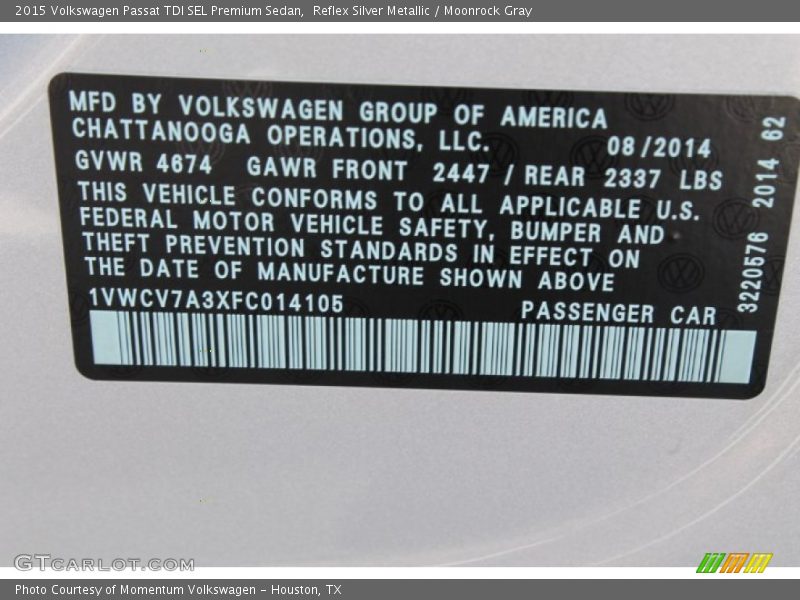 2015 Volkswagen Passat TDI SEL Premium Sedan,  Reflex Silver Metallic / Moonrock Gray
MFD BY VOLKSWAGEN GROUP OF AMERICA
CHATTANOOGA OPERATIONS, LLC.  08/2014
GVWR 4674  GAWR FRONT  2447 / REAR 2337 LBS
THIS VEHICLE CONFORMS TO ALL APPLICABLE U.S.
FEDERAL MOTOR VEHICLE SAFETY, BUMPER AND
THEFT PREVENTION STANDARDS IN EFFECT ON
THE DATE OF MANUFACTURE SHOWN ABOVE
1VWCV7A3XFC014105  PASSENGER CAR
3220576  2014 62
GTCARLOT.COM
Photo Courtesy of Momentum Volkswagen - Houston, TX